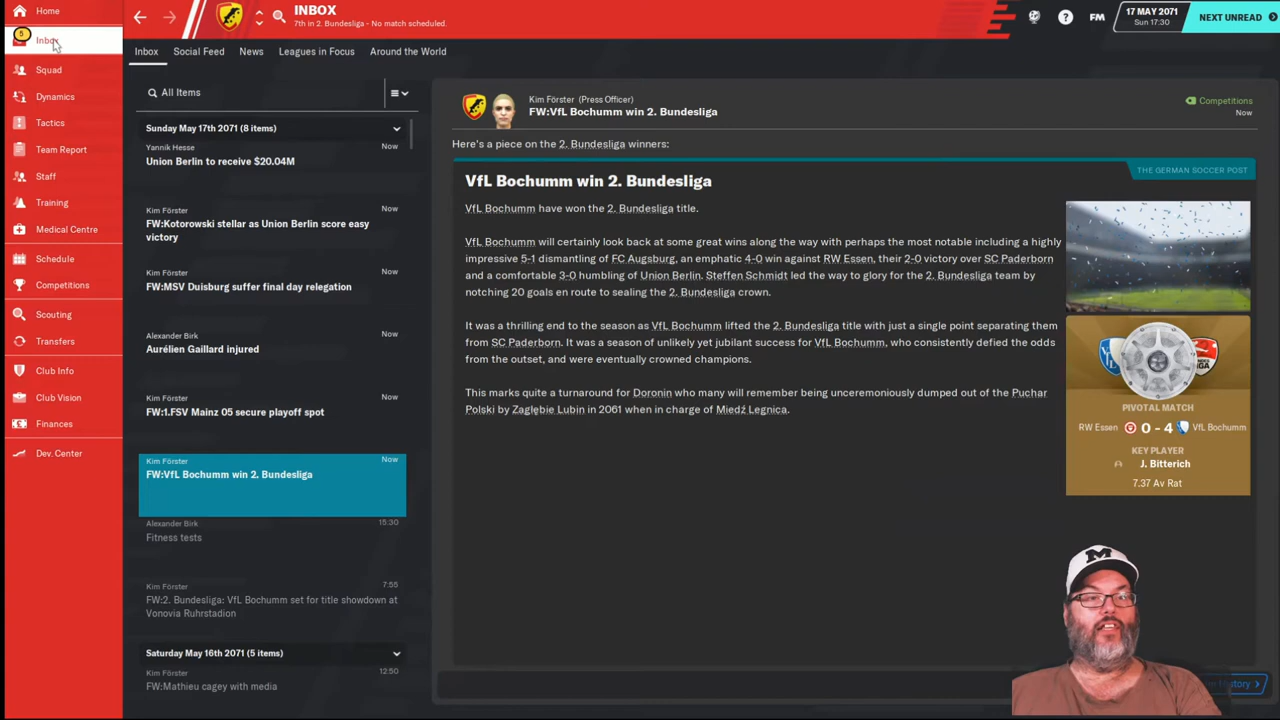 Home
5
Inbox
Squad
Dynamics
Tactics
Team Report
Staff
Training
Medical Centre
Schedule
Competitions
Scouting
Transfers
Club Info
Club Vision
Finances
Dev. Center
INBOX
7th in 2. Bundesliga - No match scheduled.
FM
17 MAY 2071
SUN 17:30
NEXT UNREAD
Inbox
Social Feed
News
Leagues in Focus
Around the World
All Items
Sunday May 17th 2071 (8 items)
Yannik Hesse
Now
Union Berlin to receive $20.04M
Kim Förster
Now
FW:Kotorowski stellar as Union Berlin score easy
victory
Kim Förster
Now
FW:MSV Duisburg suffer final day relegation
Alexander Birk
Now
Aurélien Gaillard injured
Kim Förster
Now
FW:1.FSV Mainz 05 secure playoff spot
Kim Förster
Now
FW:VfL Bochumm win 2. Bundesliga
Alexander Birk
15:30
Fitness tests
Kim Förster
7:55
FW:2. Bundesliga: VfL Bochumm set for title showdown at
Vonovia Ruhrstadion
Saturday May 16th 2071 (5 items)
Kim Förster
12:50
FW:Mathieu cagey with media
Kim Förster (Press Officer)
FW:VfL Bochumm win 2. Bundesliga
Competitions
Now
Here's a piece on the 2. Bundesliga winners:
THE GERMAN SOCCER POST
VfL Bochumm win 2. Bundesliga
VfL Bochumm have won the 2. Bundesliga title.
VfL Bochumm will certainly look back at some great wins along the way with perhaps the most notable including a highly
impressive 5-1 dismantling of FC Augsburg, an emphatic 4-0 win against RW Essen, their 2-0 victory over SC Paderborn
and a comfortable 3-0 humbling of Union Berlin. Steffen Schmidt led the way to glory for the 2. Bundesliga team by
notching 20 goals en route to sealing the 2. Bundesliga crown.
It was a thrilling end to the season as VfL Bochumm lifted the 2. Bundesliga title with just a single point separating them
from SC Paderborn. It was a season of unlikely yet jubilant success for VfL Bochumm, who consistently defied the odds
from the outset, and were eventually crowned champions.
This marks quite a turnaround for Doronin who many will remember being unceremoniously dumped out of the Puchar
Polski by Zagłębie Lubin in 2061 when in charge of Miedź Legnica.
PIVOTAL MATCH
RW Essen 0 - 4 VfL Bochumm
KEY PLAYER
J. Bitterich
7.37 Av Rat
History
M